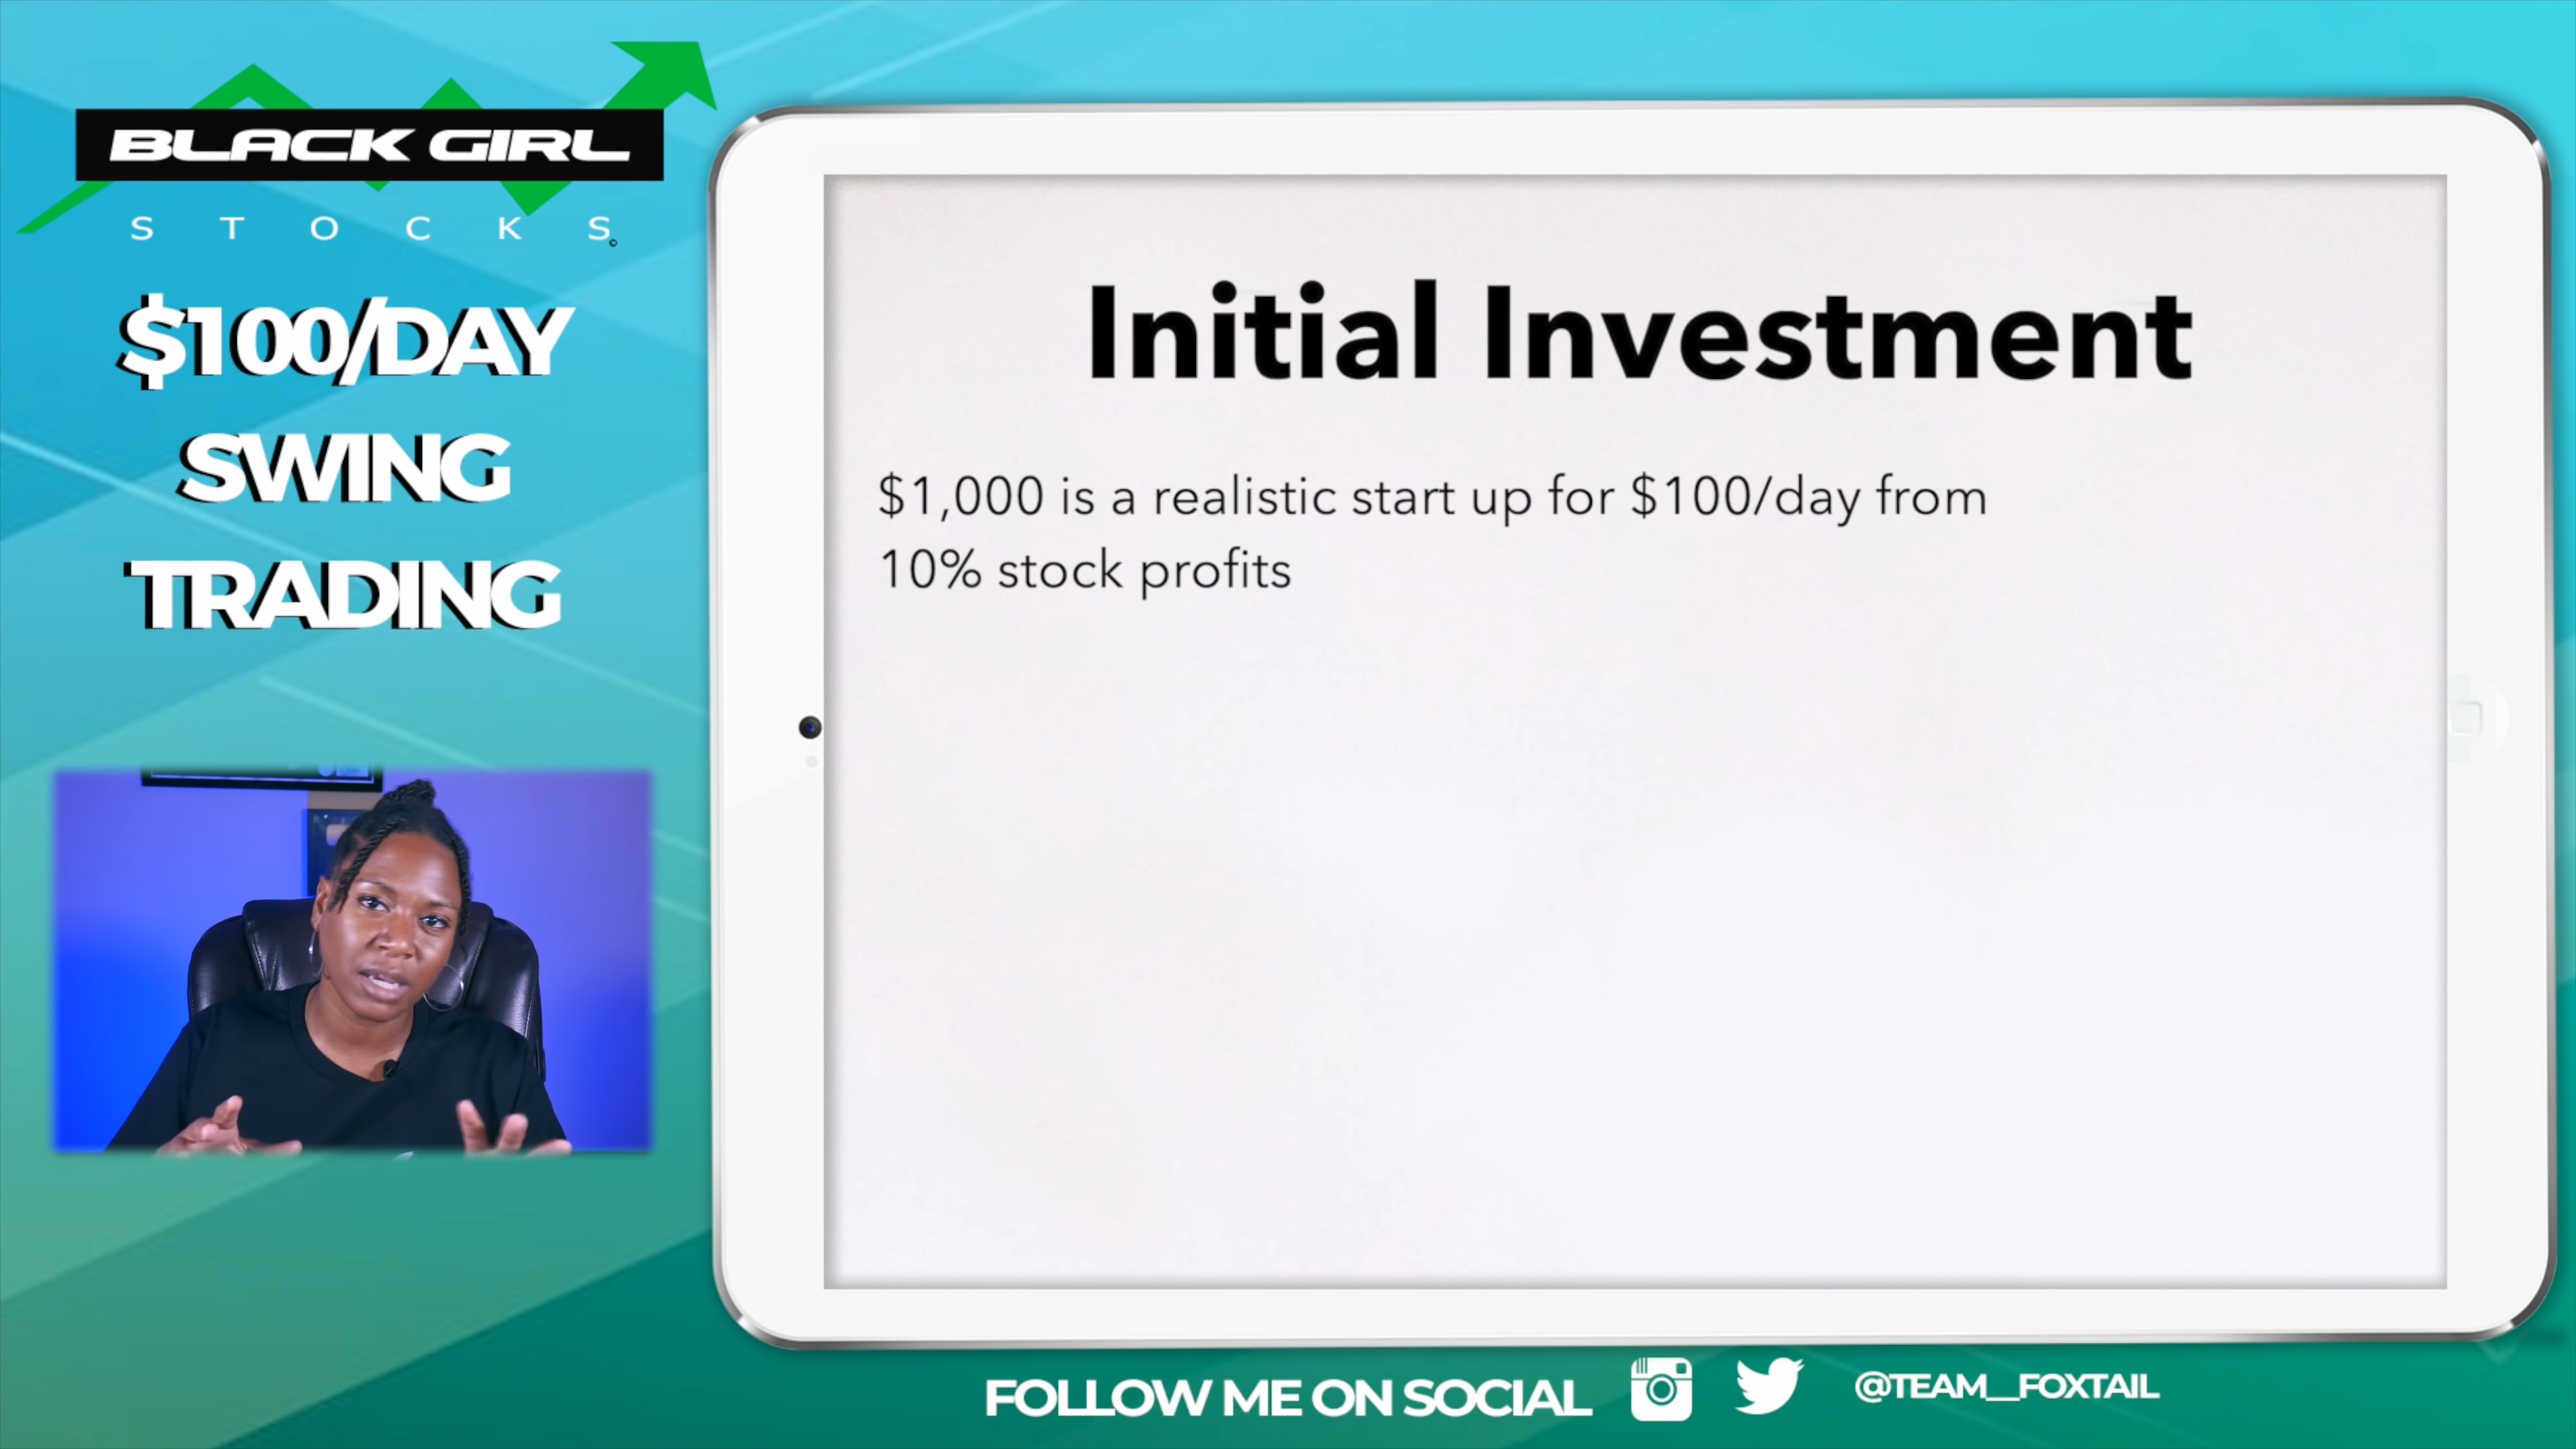 BLACK GIRL
STOCKS
$100/DAY
SWING
TRADING
Initial Investment
$1,000 is a realistic start up for $100/day from
10% stock profits
FOLLOW ME ON SOCIAL @TEAM__FOXTAIL